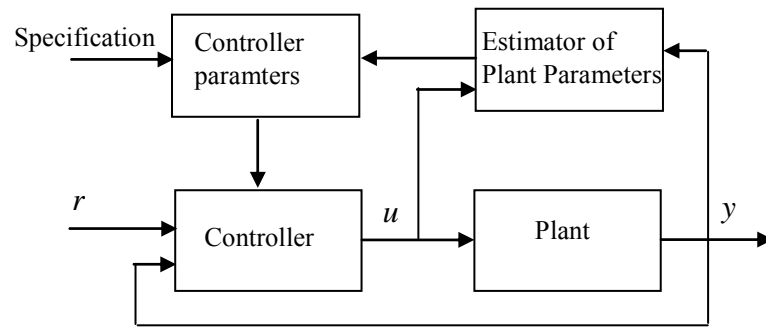 Specification
Controller
paramters
Estimator of
Plant Parameters
r
Controller
u
Plant
y